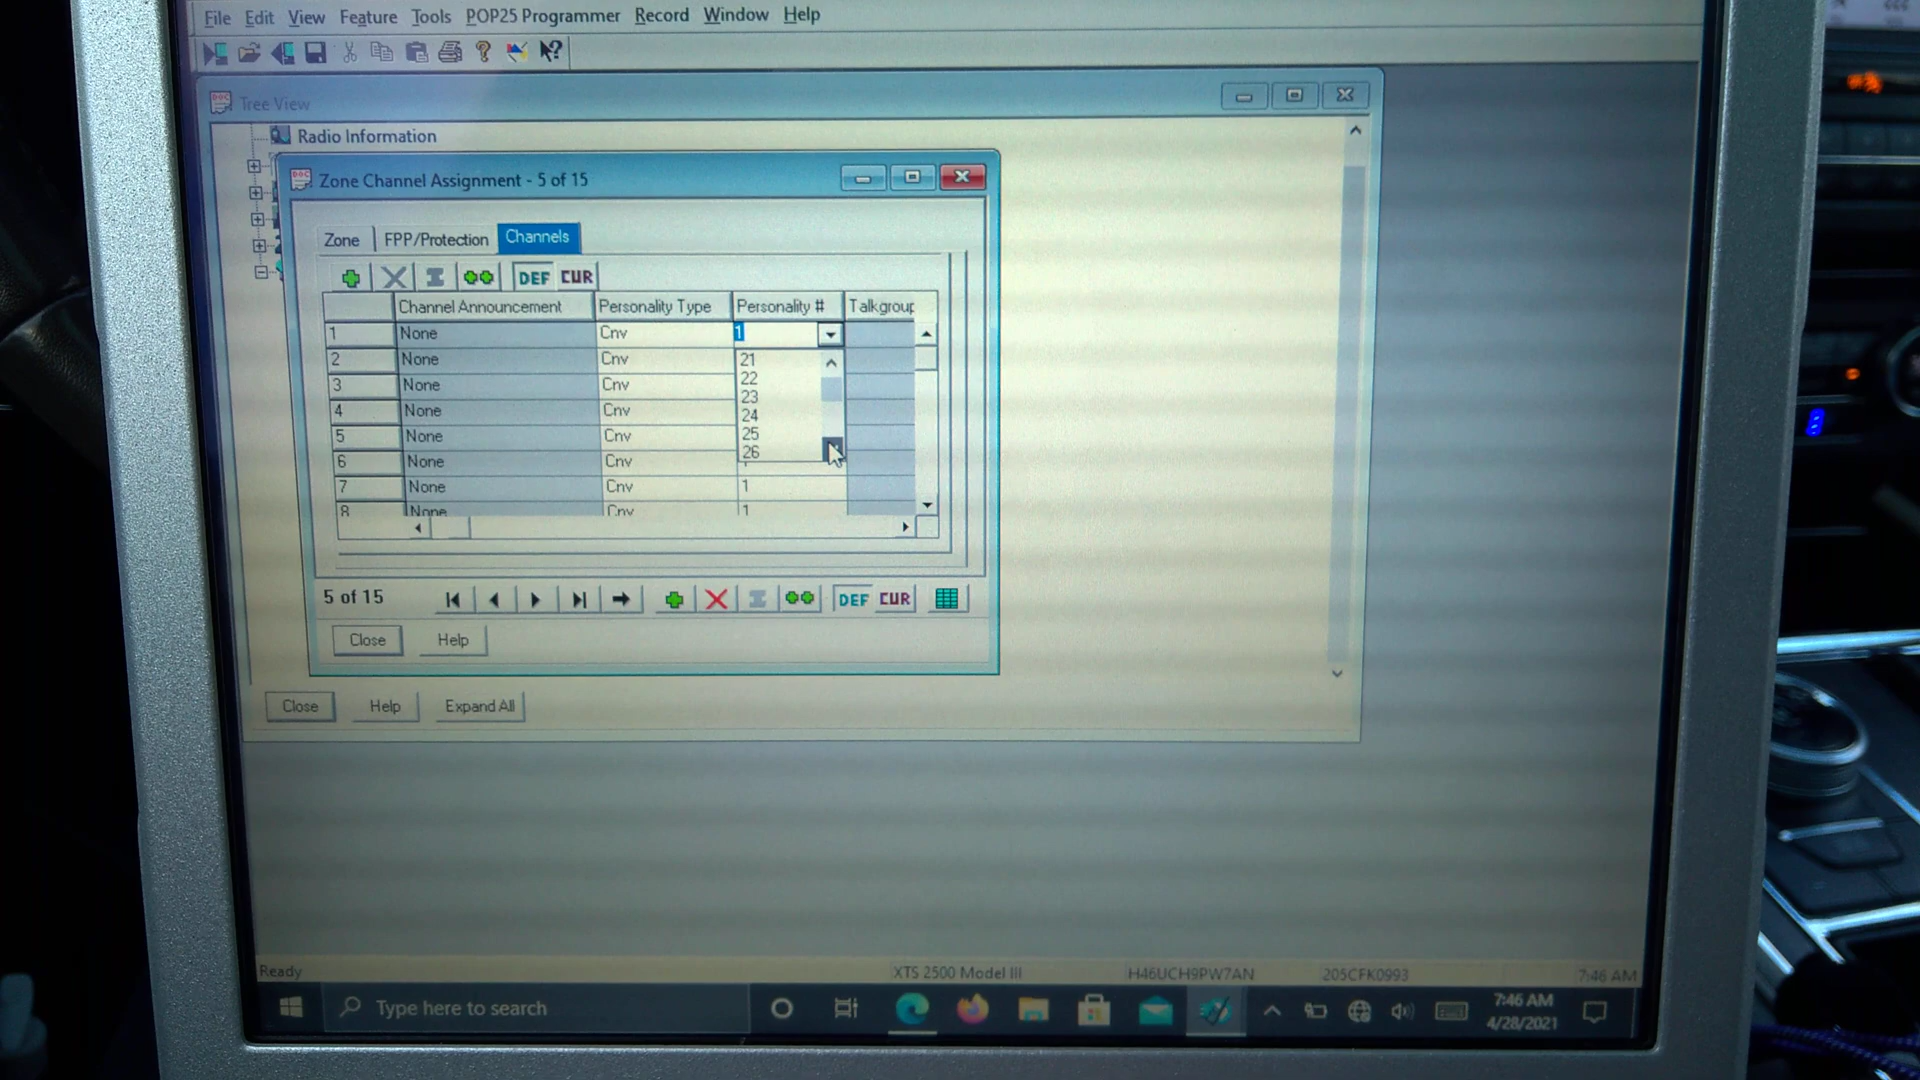 File Edit View Feature Tools POP25 Programmer Record Window Help
Tree View
Radio Information
Zone Channel Assignment - 5 of 15
Zone FPP/Protection Channels
DEF CUR
Channel Announcement Personality Type Personality # Talkgroup
1 None Cnv 1
2 None Cnv 21
22
3 None Cnv 23
4 None Cnv 24
5 None Cnv 25
6 None Cnv 26
7 None Cnv 1
8 None Cnv 1
5 of 15 DEF CUR
Close Help
Close Help Expand All
Ready XTS 2500 Model III H46UCH9PW7AN 205CFK0993 7:46 AM
Type here to search 7:46 AM
4/28/2021